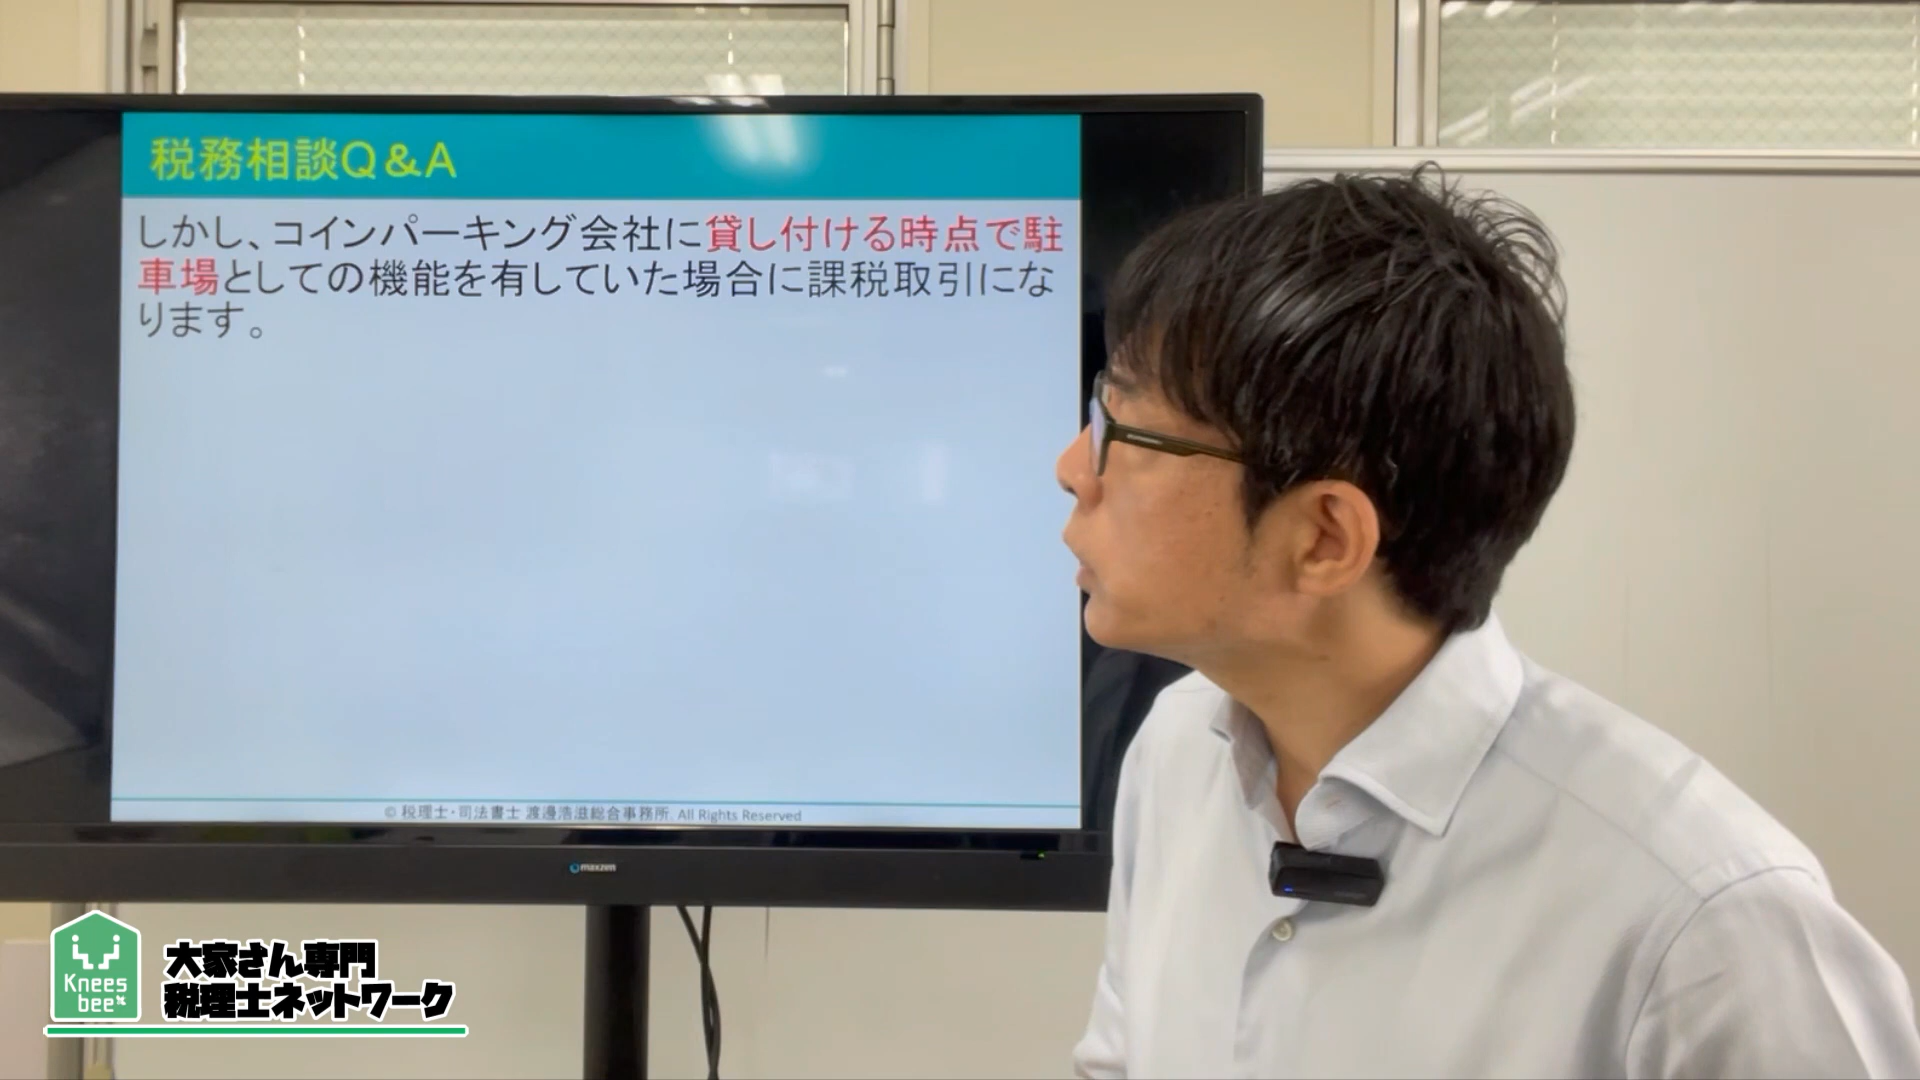 税務相談Q&A
しかし、コインパーキング会社に貸し付ける時点で駐
車場としての機能を有していた場合に課税取引にな
ります。
© 税理士・司法書士 渡邊浩滋総合事務所. All Rights Reserved
maxzen
Knees
bee
大家さん専門
税理士ネットワーク